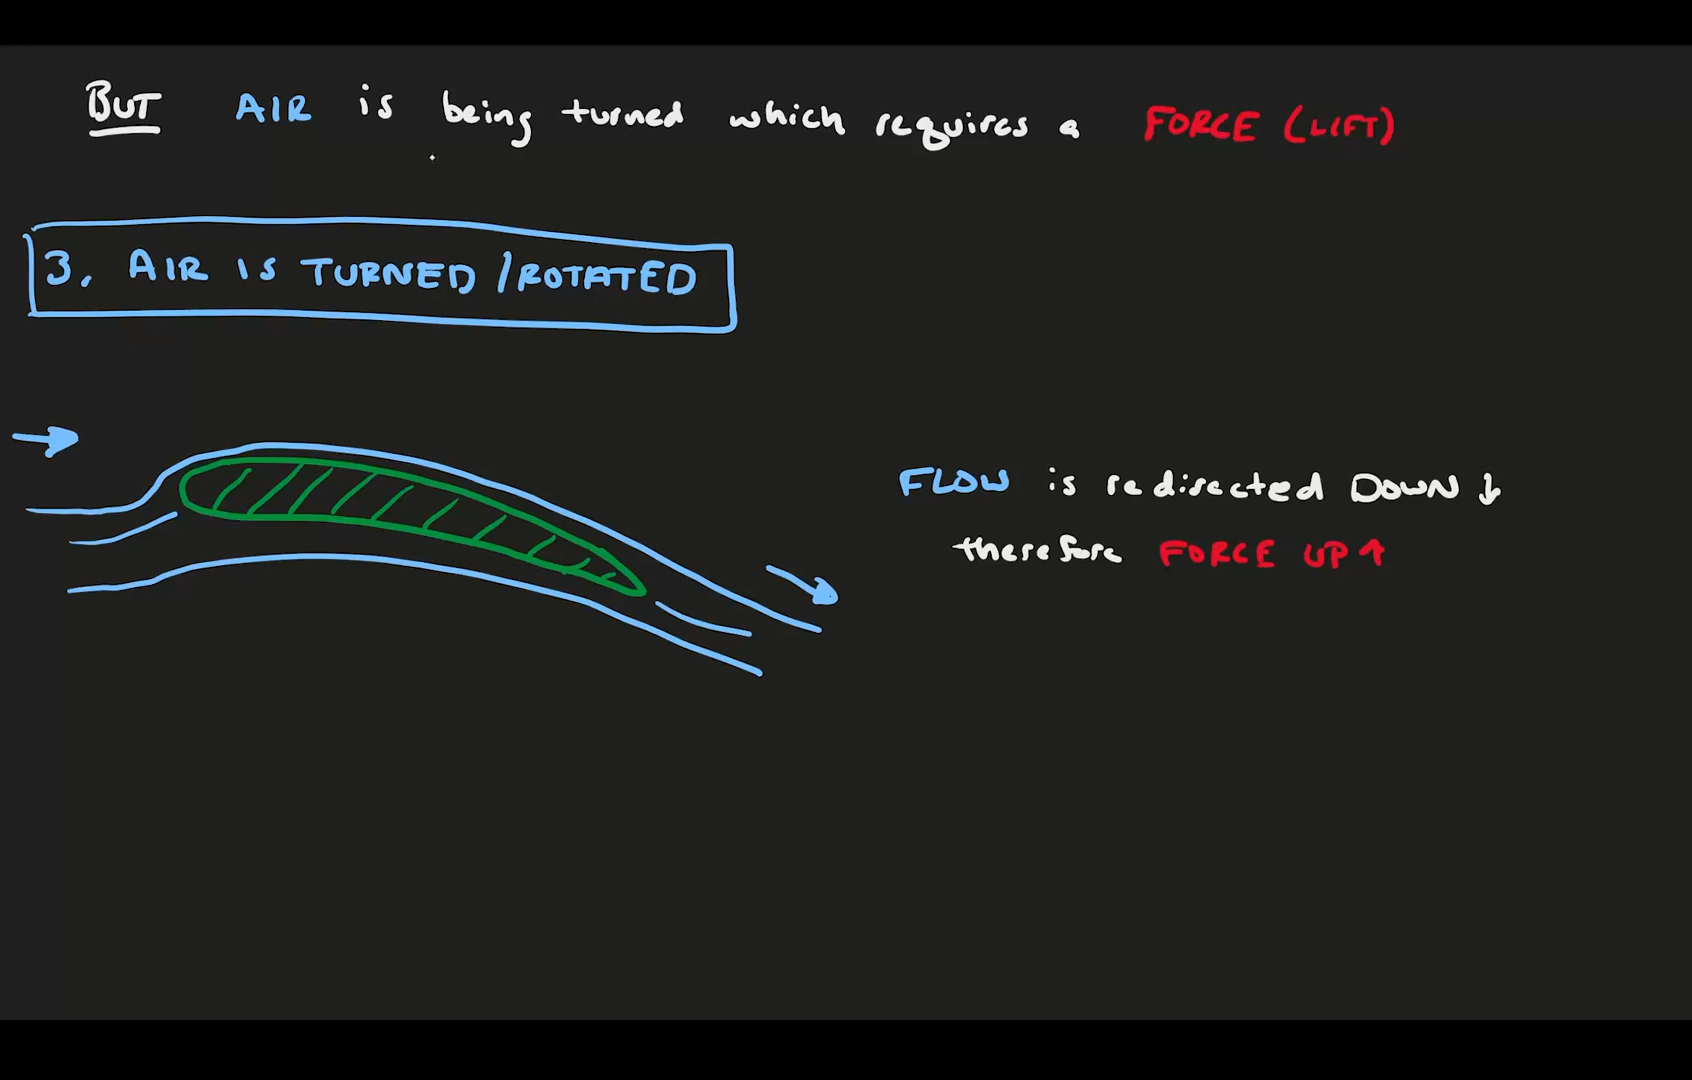 BUT AIR is being turned which requires a FORCE (LIFT)
3. AIR IS TURNED/ROTATED
FLOW is redirected DOWN ↓
therefore FORCE UP ↑